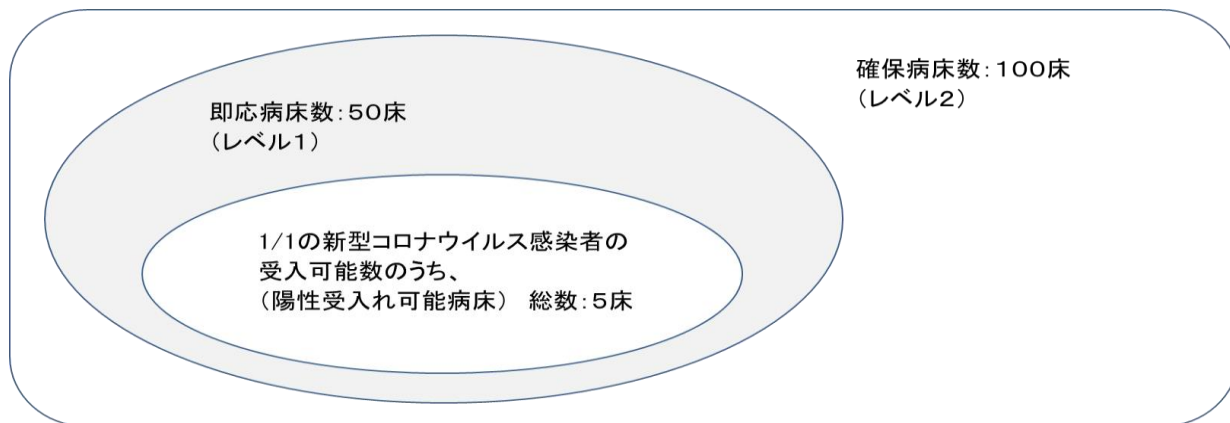 確保病床数：１００床
（レベル２）
即応病床数：５０床
（レベル１）
1/1の新型コロナウイルス感染者の
受入可能数のうち、
（陽性受入れ可能病床）　総数：５床